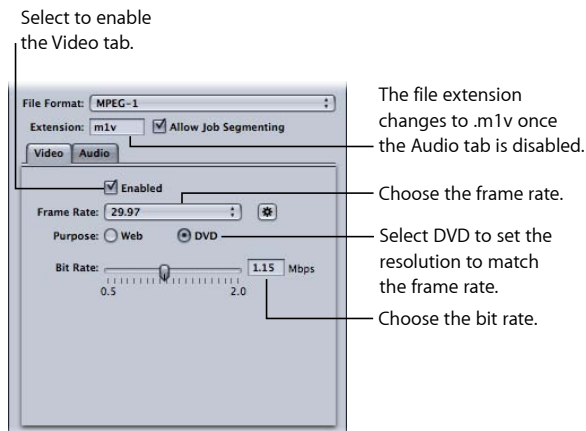 Select to enable
the Video tab.
File Format: MPEG-1
Extension: m1v Allow Job Segmenting
Video Audio
Enabled
Frame Rate: 29.97
Purpose: Web DVD
Bit Rate: 1.15 Mbps
0.5 2.0
The file extension
changes to .m1v once
the Audio tab is disabled.
Choose the frame rate.
Select DVD to set the
resolution to match
the frame rate.
Choose the bit rate.